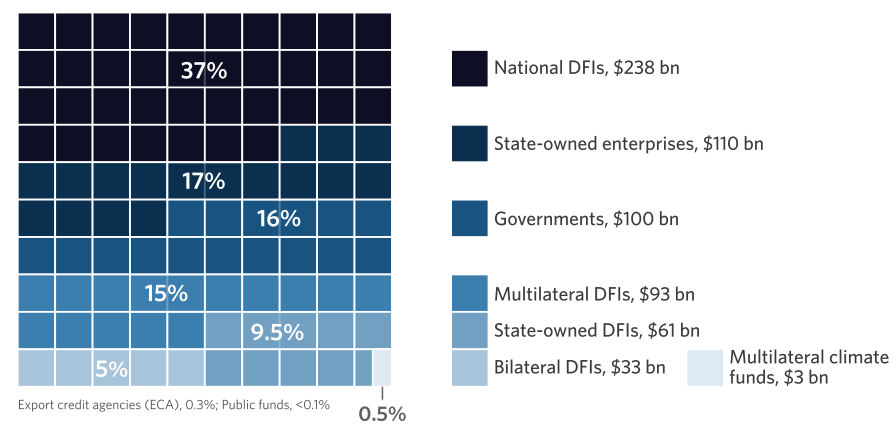 37%
National DFIs, $238 bn
State-owned enterprises, $110 bn
17%
16%
Governments, $100 bn
15%
Multilateral DFIs, $93 bn
9.5%
State-owned DFIs, $61 bn
5%
Bilateral DFIs, $33 bn
Multilateral climate
funds, $3 bn
Export credit agencies (ECA), 0.3%; Public funds, <0.1%
0.5%